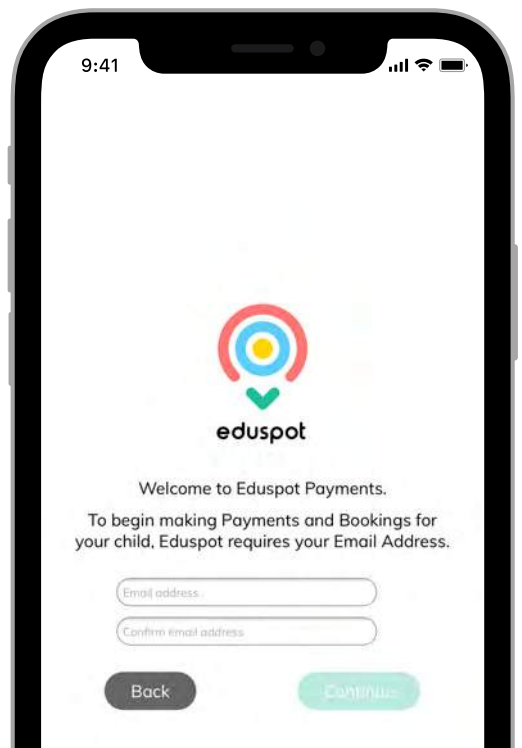 9:41
eduspot
Welcome to Eduspot Payments.
To begin making Payments and Bookings for
your child, Eduspot requires your Email Address.
Email address
Confirm email address
Back
Continue